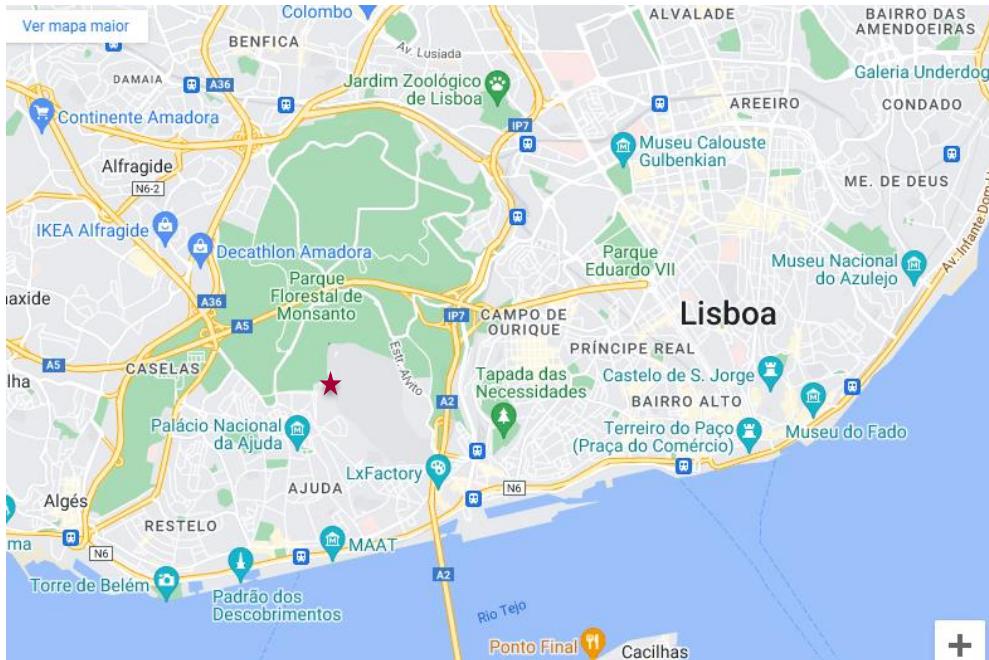 Ver mapa maior
Colombo
ALVALADE
BAIRRO DAS
AMENDOEIRAS
BENFICA
Av. Lusíada
DAMAIA
A36
Jardim Zoológico
de Lisboa
Galeria Underdog
Continente Amadora
AREEIRO
CONDADO
IP7
Museu Calouste
Gulbenkian
Alfragide
N6-2
ME. DE DEUS
IKEA Alfragide
Decathlon Amadora
Parque
Eduardo VII
Museu Nacional
do Azulejo
Av. Infante Dom
Parque
Florestal de
Monsanto
axide
A36
A5
IP7
CAMPO DE
OURIQUE
Lisboa
PRÍNCIPE REAL
Estr. Alvito
A5
CASELAS
lha
Tapada das
Necessidades
Castelo de S. Jorge
A2
BAIRRO ALTO
Palácio Nacional
da Ajuda
Terreiro do Paço
(Praça do Comércio)
Museu do Fado
LxFactory
AJUDA
N6
Algés
RESTELO
ma
N6
MAAT
Torre de Belém
A2
Padrão dos
Descobrimentos
Rio Tejo
Ponto Final
Cacilhas
+